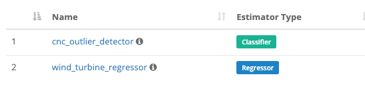 Name Estimator Type
1 cnc_outlier_detector Classifier
2 wind_turbine_regressor Regressor